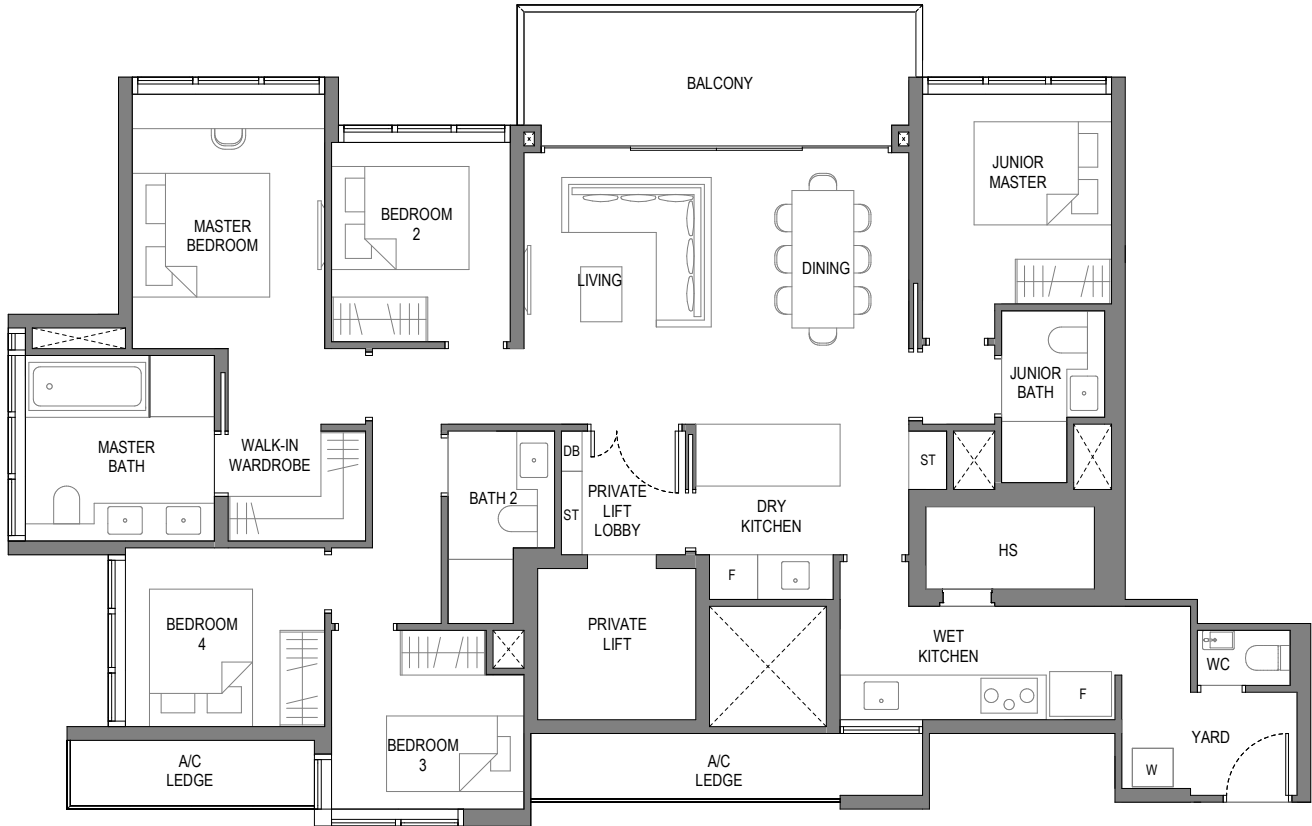 BALCONY
JUNIOR
MASTER
MASTER
BEDROOM
BEDROOM
2
LIVING
DINING
JUNIOR
BATH
MASTER
BATH
WALK-IN
WARDROBE
BATH 2
DB
ST
PRIVATE
LIFT
LOBBY
DRY
KITCHEN
ST
HS
F
BEDROOM
4
PRIVATE
LIFT
WET
KITCHEN
WC
F
BEDROOM
3
YARD
W
A/C
LEDGE
A/C
LEDGE